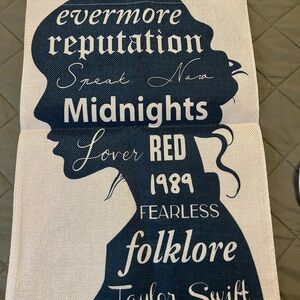 evermore
reputation
Speak Now
Midnights
Lover RED
1989
FEARLESS
folklore
Taylor Swift